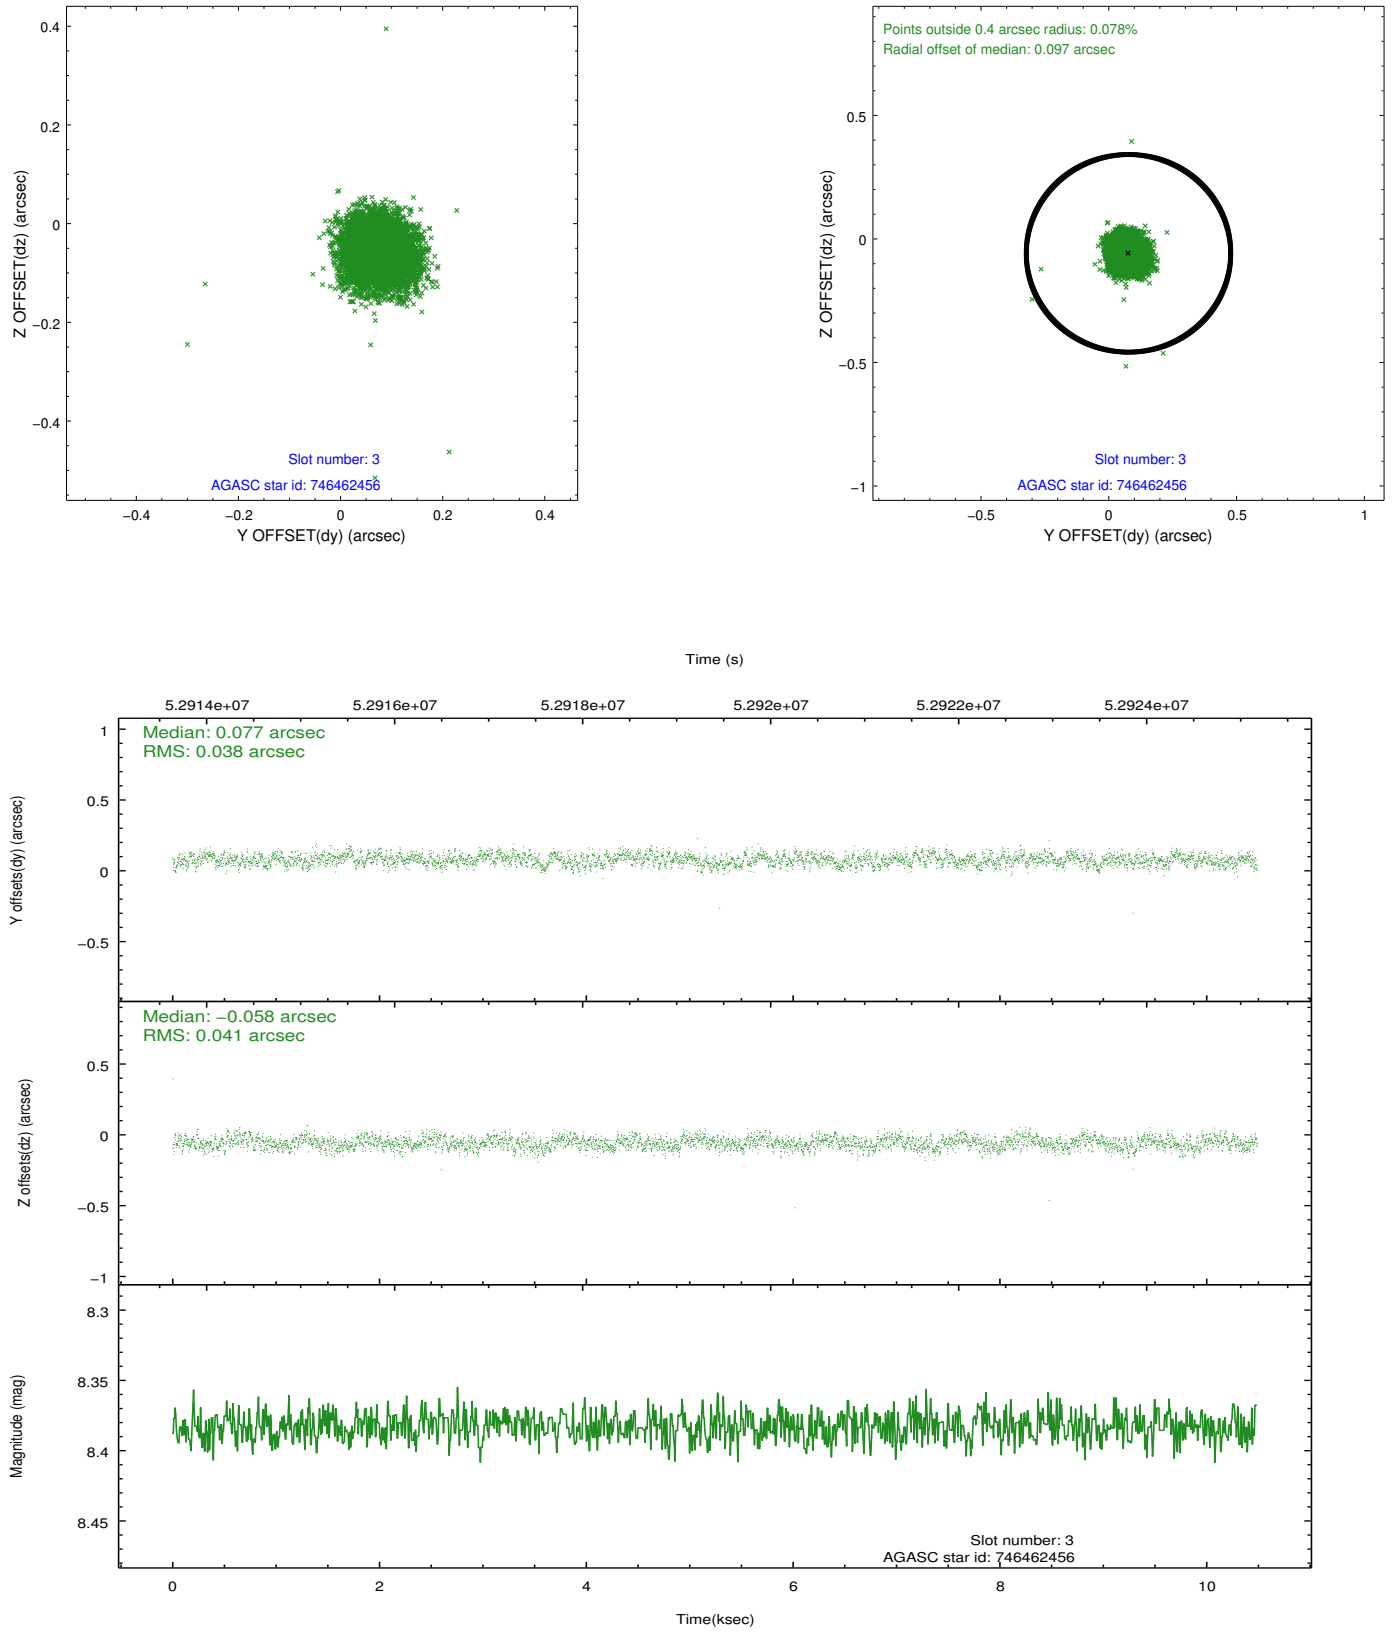 0.4
0.2
0
−0.2
−0.4
Z OFFSET(dz) (arcsec)
Slot number: 3
AGASC star id: 746462456
−0.4 −0.2 0 0.2 0.4
Y OFFSET(dy) (arcsec)
Points outside 0.4 arcsec radius: 0.078%
Radial offset of median: 0.097 arcsec
0.5
0
−0.5
−1
Z OFFSET(dz) (arcsec)
Slot number: 3
AGASC star id: 746462456
−0.5 0 0.5 1
Y OFFSET(dy) (arcsec)
Time (s)
5.2914e+07 5.2916e+07 5.2918e+07 5.292e+07 5.2922e+07 5.2924e+07
Median: 0.077 arcsec
RMS: 0.038 arcsec
1
0.5
0
−0.5
Y offsets(dy) (arcsec)
Median: −0.058 arcsec
RMS: 0.041 arcsec
0.5
0
−0.5
−1
Z offsets(dz) (arcsec)
8.3
8.35
8.4
8.45
Magnitude (mag)
Slot number: 3
AGASC star id: 746462456
0 2 4 6 8 10
Time(ksec)